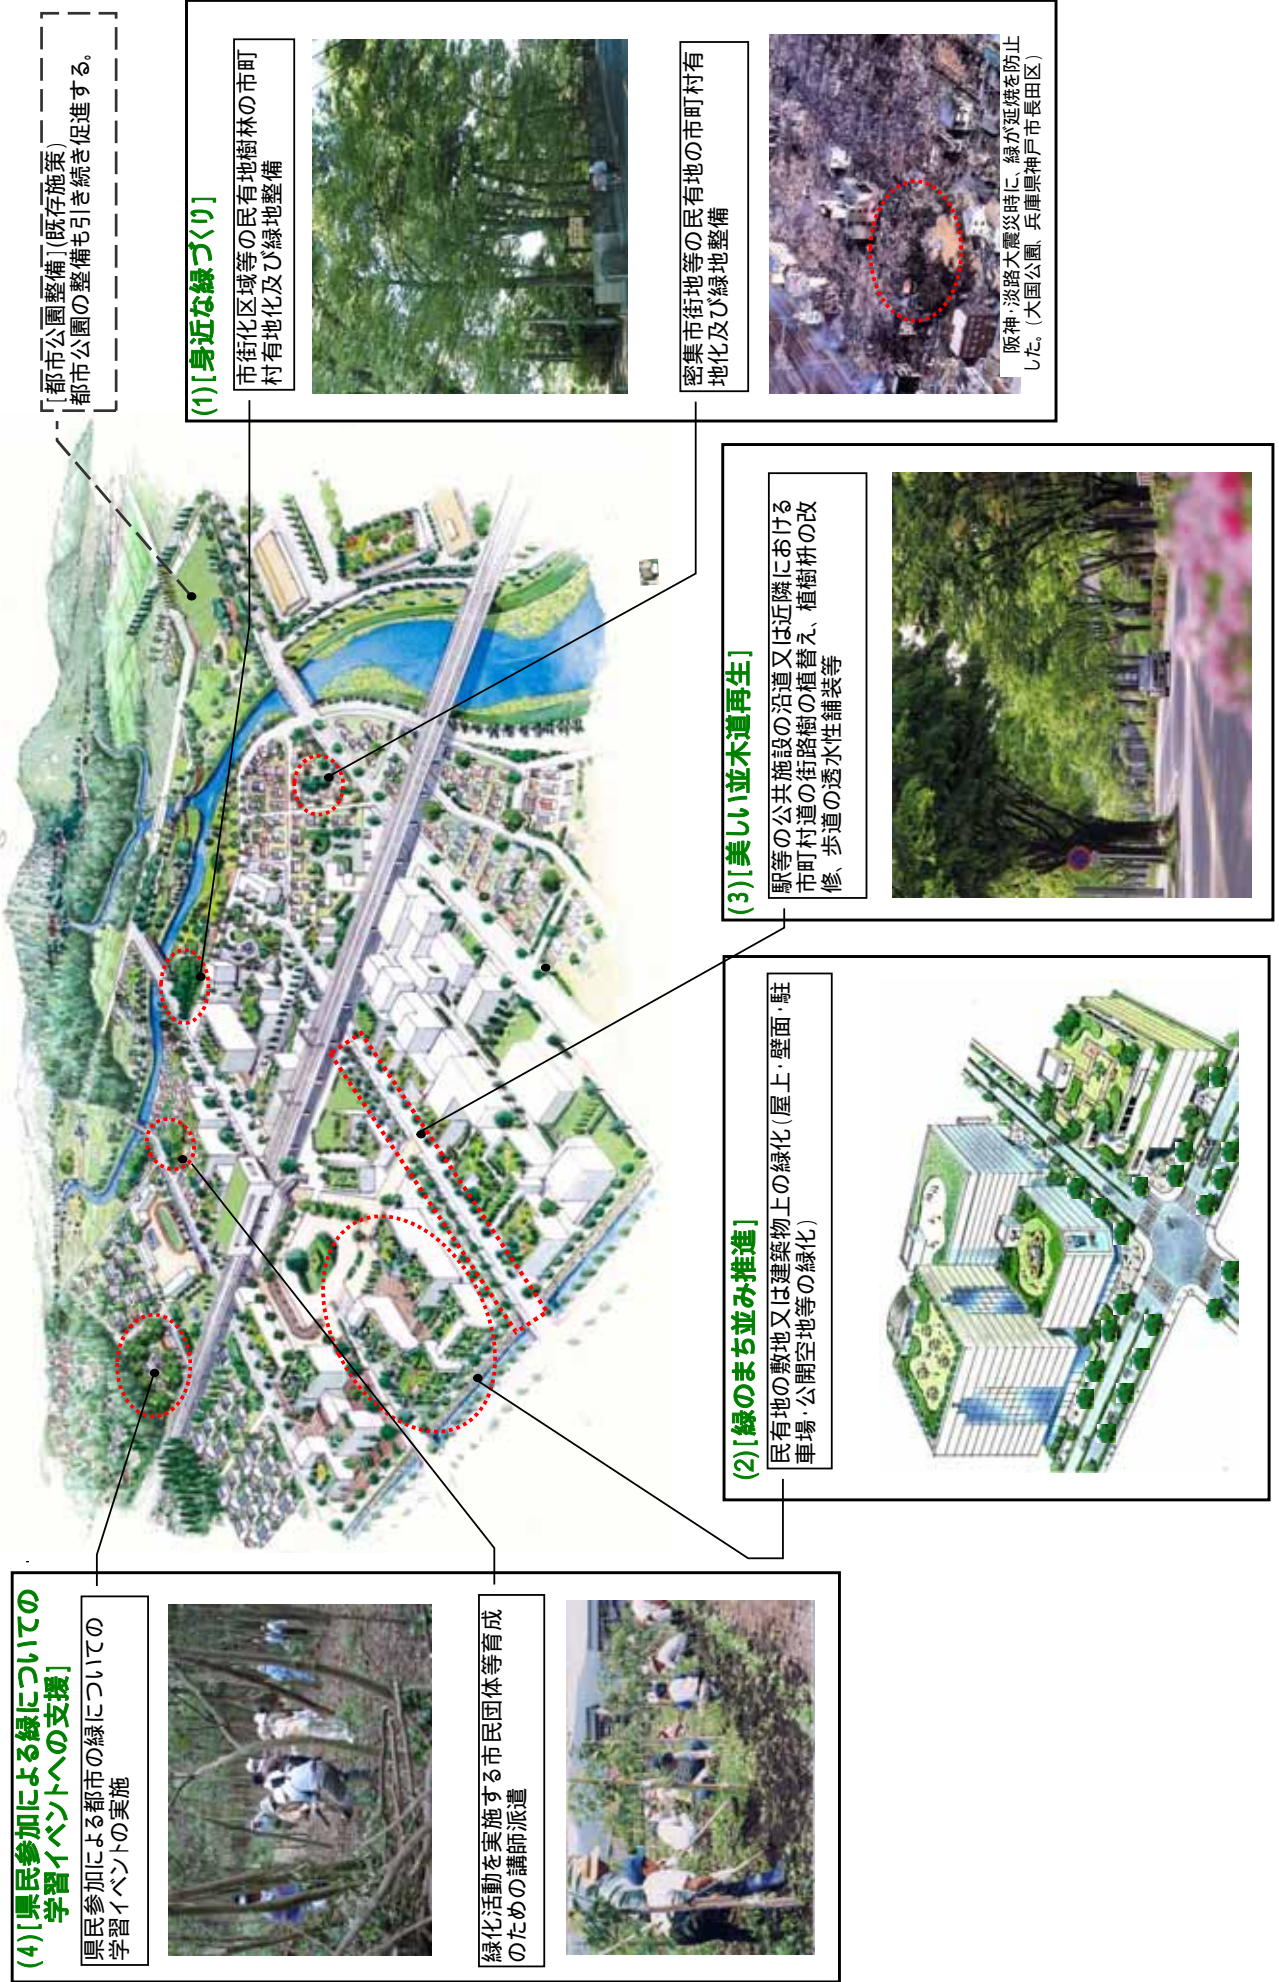 (4)[県民参加による緑についての
学習イベントへの支援]
県民参加による都市の緑についての
学習イベントの実施
緑化活動を実施する市民団体等育成
のための講師派遣
[都市公園整備](既存施策)
都市公園の整備も引き続き促進する。
(1)[身近な緑づくり]
市街化区域等の民有地樹林の市町
村有地化及び緑地整備
密集市街地等の民有地の市町村有
地化及び緑地整備
阪神・淡路大震災時に、緑が延焼を防止
した。(大国公園、兵庫県神戸市長田区)
(2)[緑のまち並み推進]
民有地の敷地又は建築物上の緑化(屋上・壁面・駐
車場・公開空地等の緑化)
(3)[美しい並木道再生]
駅等の公共施設の沿道又は近隣における
市町村道の街路樹の植替え、植樹枡の改
修、歩道の透水性舗装等